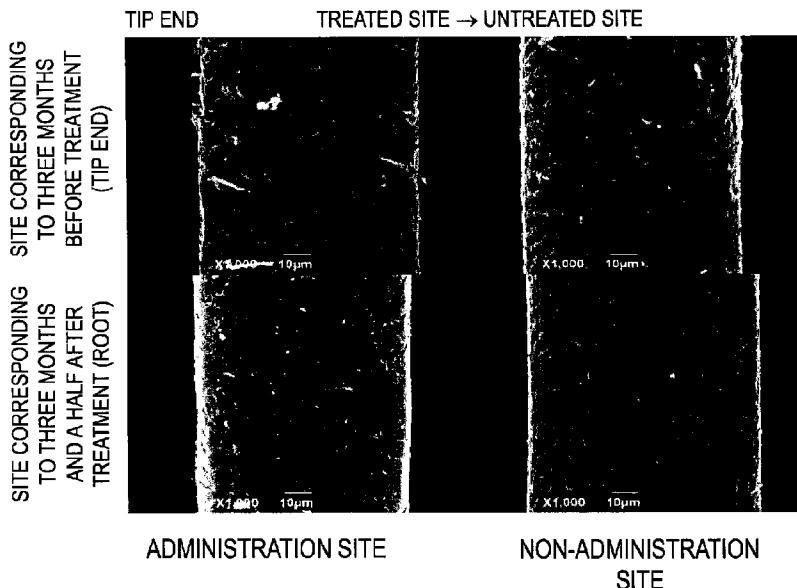 TIP END
TREATED SITE → UNTREATED SITE
SITE CORRESPONDING
TO THREE MONTHS
BEFORE TREATMENT
(TIP END)
X1,000 10μm
X1,000 10μm
SITE CORRESPONDING
TO THREE MONTHS
AND A HALF AFTER
TREATMENT (ROOT)
X1,000 10μm
X1,000 10μm
ADMINISTRATION SITE
NON-ADMINISTRATION
SITE